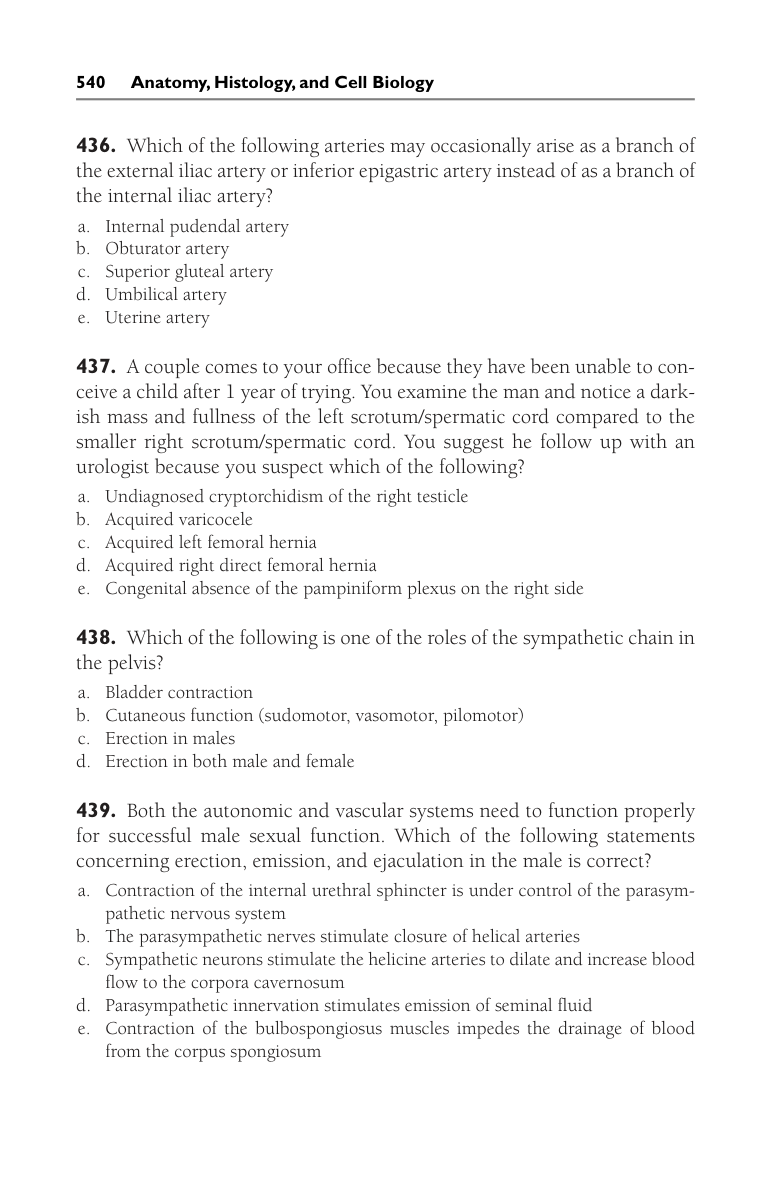 540 Anatomy, Histology, and Cell Biology
436. Which of the following arteries may occasionally arise as a branch of
the external iliac artery or inferior epigastric artery instead of as a branch of
the internal iliac artery?
a. Internal pudendal artery
b. Obturator artery
c. Superior gluteal artery
d. Umbilical artery
e. Uterine artery
437. A couple comes to your office because they have been unable to con-
ceive a child after 1 year of trying. You examine the man and notice a dark-
ish mass and fullness of the left scrotum/spermatic cord compared to the
smaller right scrotum/spermatic cord. You suggest he follow up with an
urologist because you suspect which of the following?
a. Undiagnosed cryptorchidism of the right testicle
b. Acquired varicocele
c. Acquired left femoral hernia
d. Acquired right direct femoral hernia
e. Congenital absence of the pampiniform plexus on the right side
438. Which of the following is one of the roles of the sympathetic chain in
the pelvis?
a. Bladder contraction
b. Cutaneous function (sudomotor, vasomotor, pilomotor)
c. Erection in males
d. Erection in both male and female
439. Both the autonomic and vascular systems need to function properly
for successful male sexual function. Which of the following statements
concerning erection, emission, and ejaculation in the male is correct?
a. Contraction of the internal urethral sphincter is under control of the parasym-
pathetic nervous system
b. The parasympathetic nerves stimulate closure of helical arteries
c. Sympathetic neurons stimulate the helicine arteries to dilate and increase blood
flow to the corpora cavernosum
d. Parasympathetic innervation stimulates emission of seminal fluid
e. Contraction of the bulbospongiosus muscles impedes the drainage of blood
from the corpus spongiosum